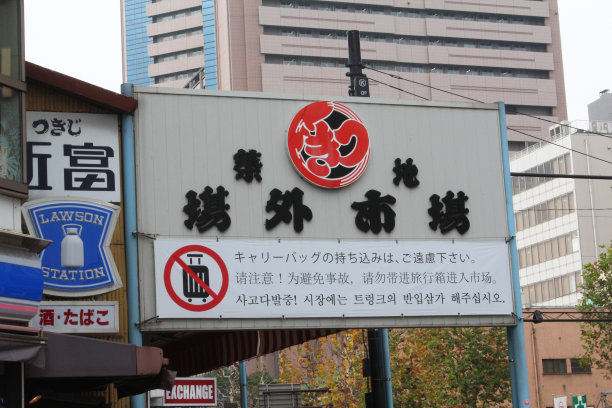 築地
場外市場
キャリーバッグの持ち込みは、ご遠慮下さい。
请注意！为避免事故，请勿带进旅行箱进入市场。
사고다발중! 시장에는 트렁크의 반입삼가 해주십시오.
つきじ
富
LAWSON
STATION
酒・たばこ
EXCHANGE